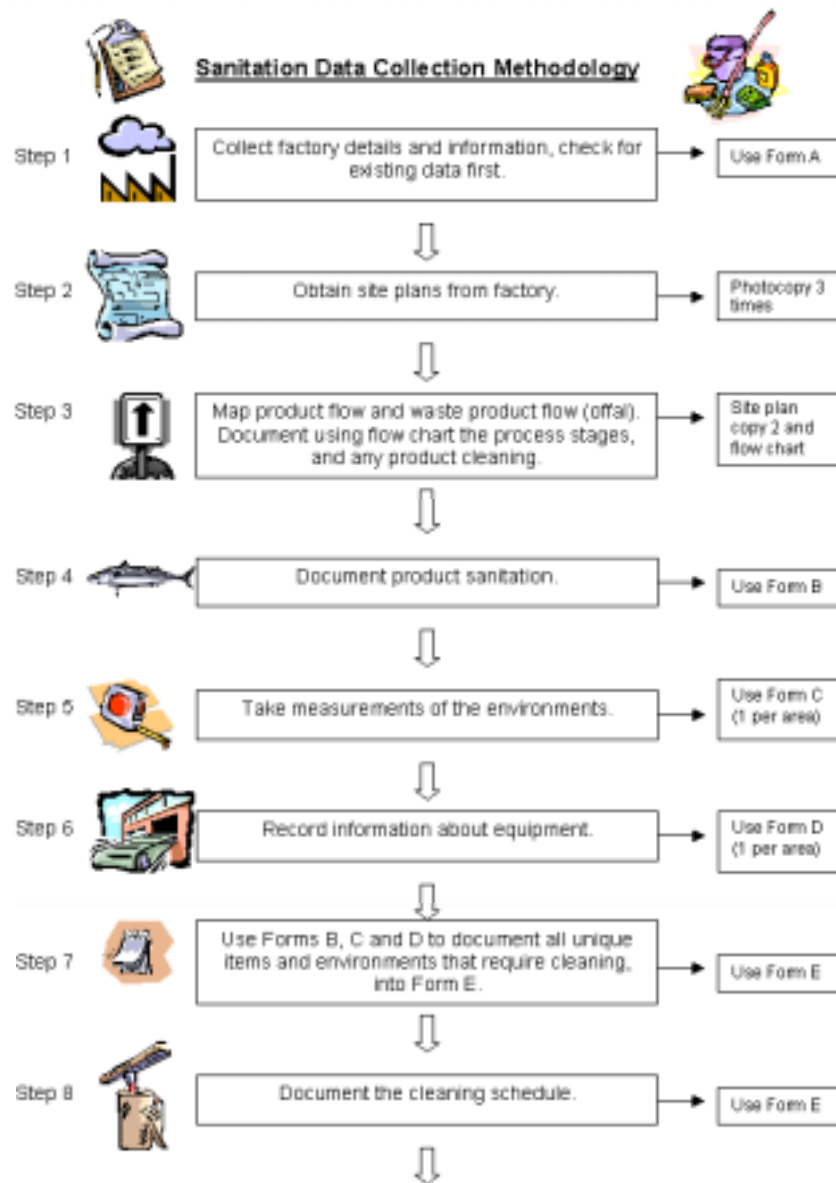 Sanitation Data Collection Methodology
Step 1
Collect factory details and information, check for
existing data first.
Use Form A
Step 2
Obtain site plans from factory.
Photocopy 3
times
Step 3
Map product flow and waste product flow (offal).
Document using flow chart the process stages,
and any product cleaning.
Site plan
copy 2 and
flow chart
Step 4
Document product sanitation.
Use Form B
Step 5
Take measurements of the environments.
Use Form C
(1 per area)
Step 6
Record information about equipment.
Use Form D
(1 per area)
Step 7
Use Forms B, C and D to document all unique
items and environments that require cleaning,
into Form E.
Use Form E
Step 8
Document the cleaning schedule.
Use Form E